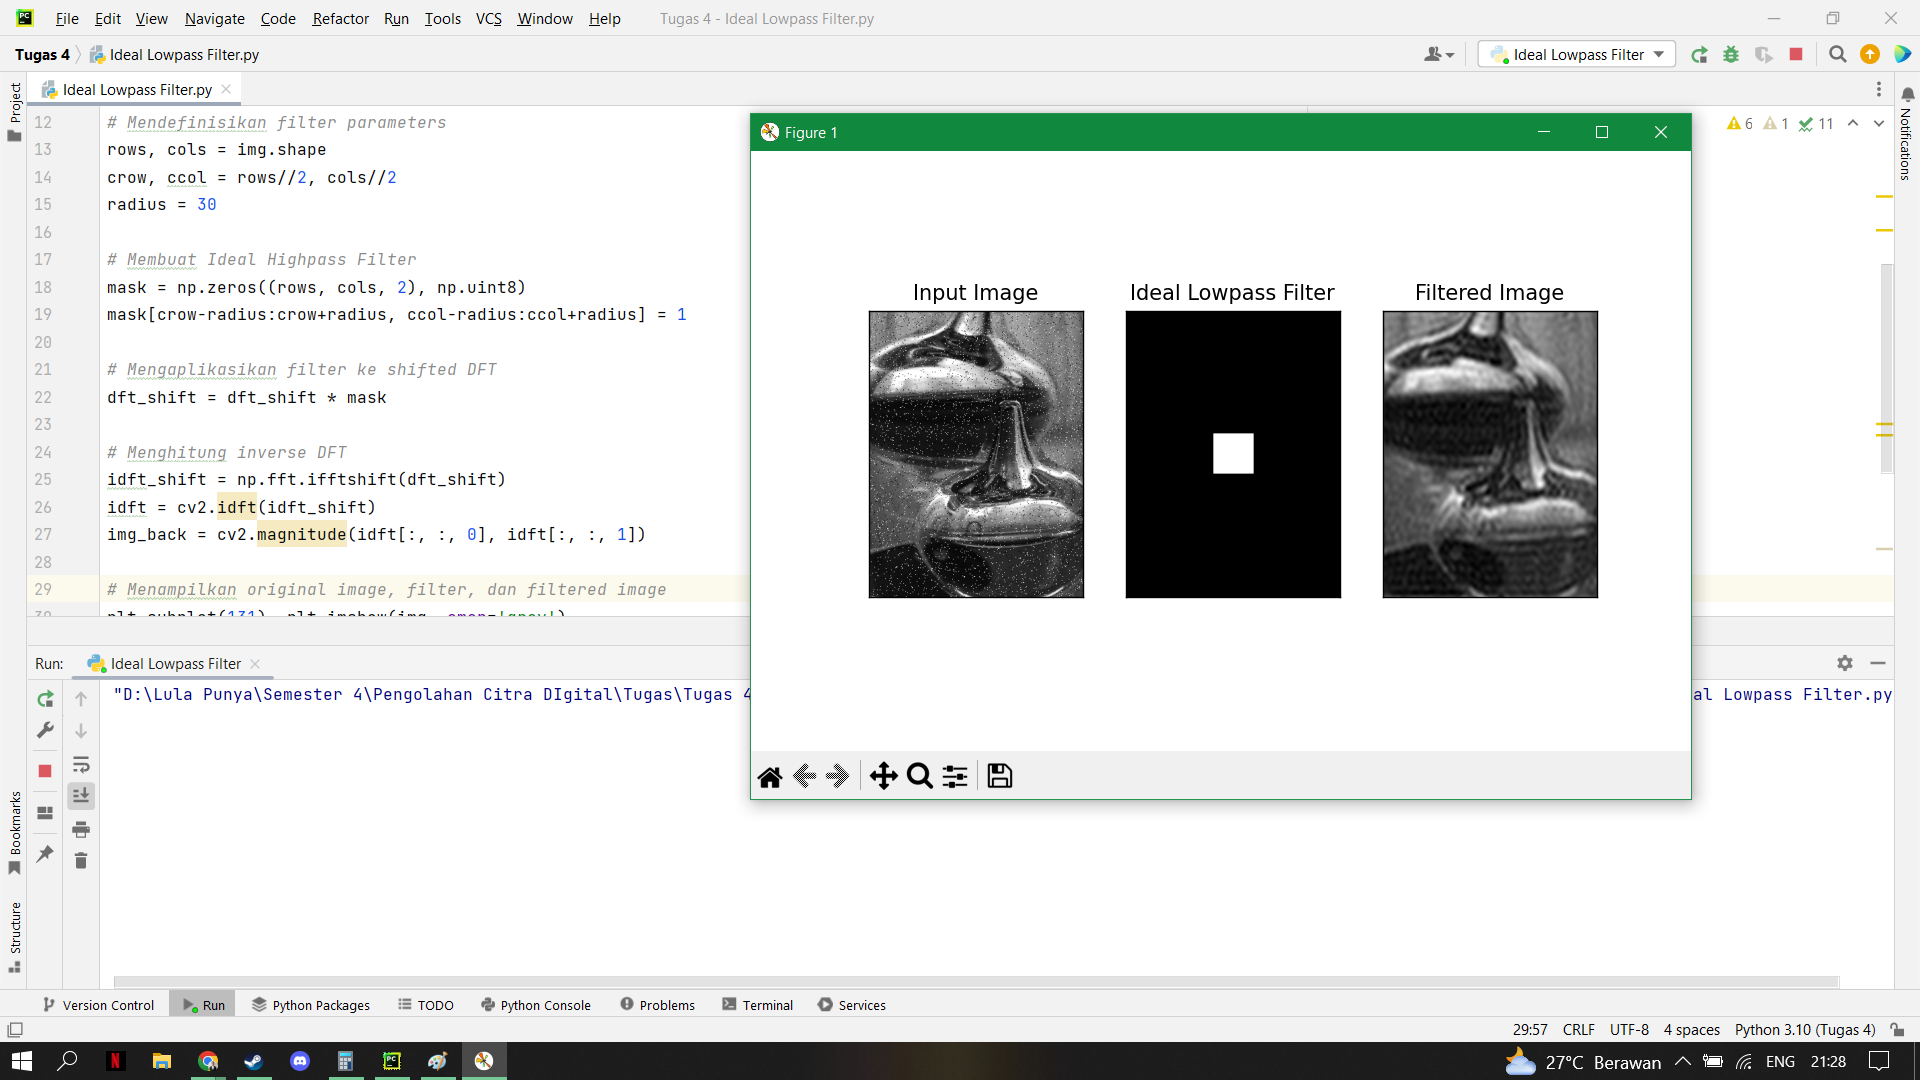 File Edit View Navigate Code Refactor Run Tools VCS Window Help Tugas 4 - Ideal Lowpass Filter.py
Tugas 4 Ideal Lowpass Filter.py Ideal Lowpass Filter
Ideal Lowpass Filter.py
Project
Notifications
6 1 11
12 # Mendefinisikan filter parameters
13 rows, cols = img.shape
14 crow, ccol = rows//2, cols//2
15 radius = 30
16
17 # Membuat Ideal Highpass Filter
18 mask = np.zeros((rows, cols, 2), np.uint8)
19 mask[crow-radius:crow+radius, ccol-radius:ccol+radius] = 1
20
21 # Mengaplikasikan filter ke shifted DFT
22 dft_shift = dft_shift * mask
23
24 # Menghitung inverse DFT
25 idft_shift = np.fft.ifftshift(dft_shift)
26 idft = cv2.idft(idft_shift)
27 img_back = cv2.magnitude(idft[:, :, 0], idft[:, :, 1])
28
29 # Menampilkan original image, filter, dan filtered image
Figure 1
Input Image Ideal Lowpass Filter Filtered Image
Run: Ideal Lowpass Filter
"D:\Lula Punya\Semester 4\Pengolahan Citra DIgital\Tugas\Tugas 4 al Lowpass Filter.py
Bookmarks
Structure
Version Control Run Python Packages TODO Python Console Problems Terminal Services
29:57 CRLF UTF-8 4 spaces Python 3.10 (Tugas 4)
27°C Berawan ENG 21:28